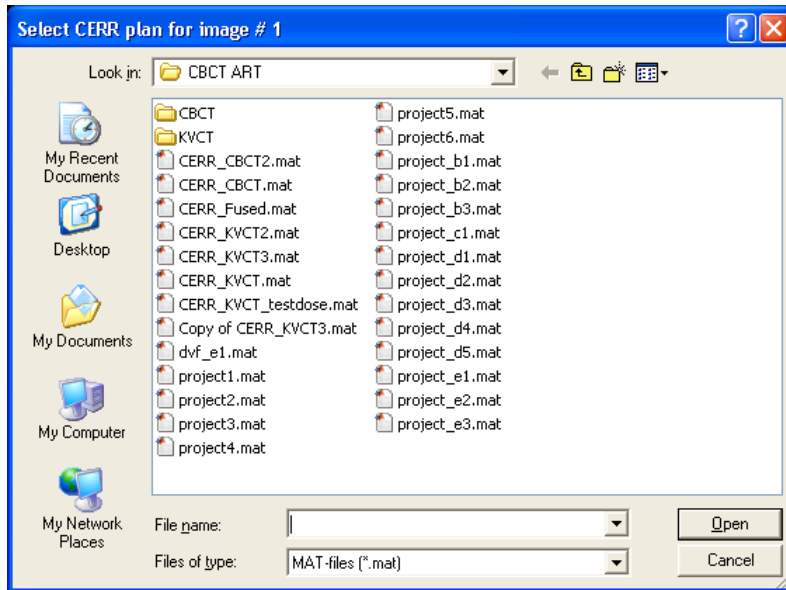 Select CERR plan for image # 1
Look in:
CBCT ART
My Recent
Documents
Desktop
My Documents
My Computer
My Network
Places
CBCT
KVCT
CERR_CBCT2.mat
CERR_CBCT.mat
CERR_Fused.mat
CERR_KVCT2.mat
CERR_KVCT3.mat
CERR_KVCT.mat
CERR_KVCT_testdose.mat
Copy of CERR_KVCT3.mat
dvf_e1.mat
project1.mat
project2.mat
project3.mat
project4.mat
project5.mat
project6.mat
project_b1.mat
project_b2.mat
project_b3.mat
project_c1.mat
project_d1.mat
project_d2.mat
project_d3.mat
project_d4.mat
project_d5.mat
project_e1.mat
project_e2.mat
project_e3.mat
File name:
Open
Files of type:
MAT-files (*.mat)
Cancel